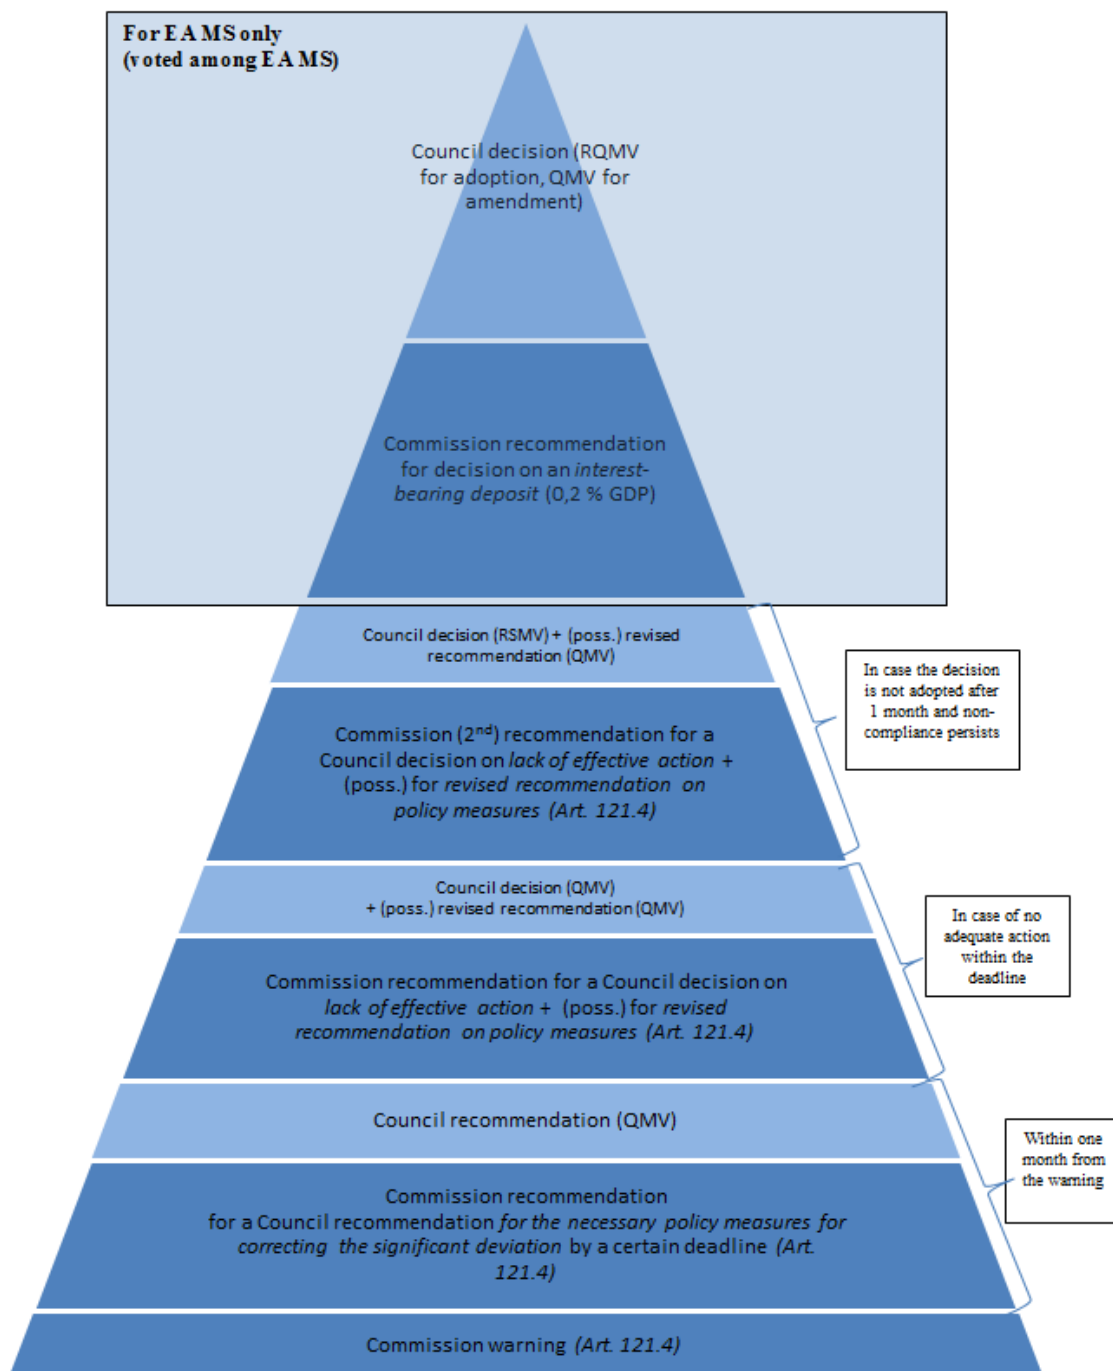 For EA MS only
(voted among EA MS)
Council decision (RQMV
for adoption, QMV for
amendment)
Commission recommendation
for decision on an interest-
bearing deposit (0,2 % GDP)
Council decision (RSMV) + (poss.) revised
recommendation (QMV)
In case the decision
is not adopted after
1 month and non-
compliance persists
Commission (2nd) recommendation for a
Council decision on lack of effective action +
(poss.) for revised recommendation on
policy measures (Art. 121.4)
Council decision (QMV)
+ (poss.) revised recommendation (QMV)
In case of no
adequate action
within the
deadline
Commission recommendation for a Council decision on
lack of effective action + (poss.) for revised
recommendation on policy measures (Art. 121.4)
Council recommendation (QMV)
Within one
month from
the warning
Commission recommendation
for a Council recommendation for the necessary policy measures for
correcting the significant deviation by a certain deadline (Art.
121.4)
Commission warning (Art. 121.4)